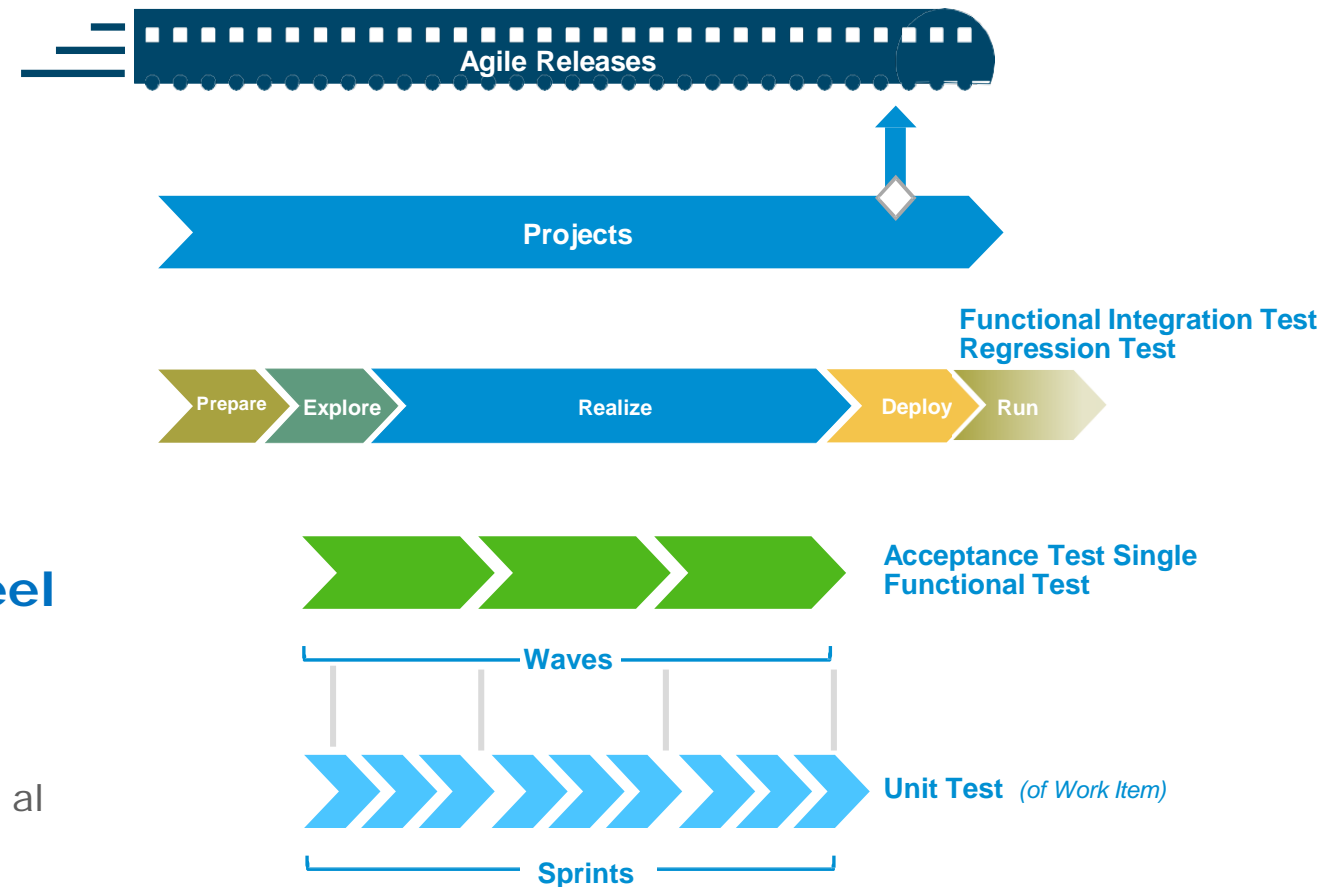 Agile Releases
Projects
Functional Integration Test
Regression Test
Prepare
Explore
Realize
Deploy
Run
Acceptance Test Single
Functional Test
eel
Waves
al
Unit Test (of Work Item)
Sprints